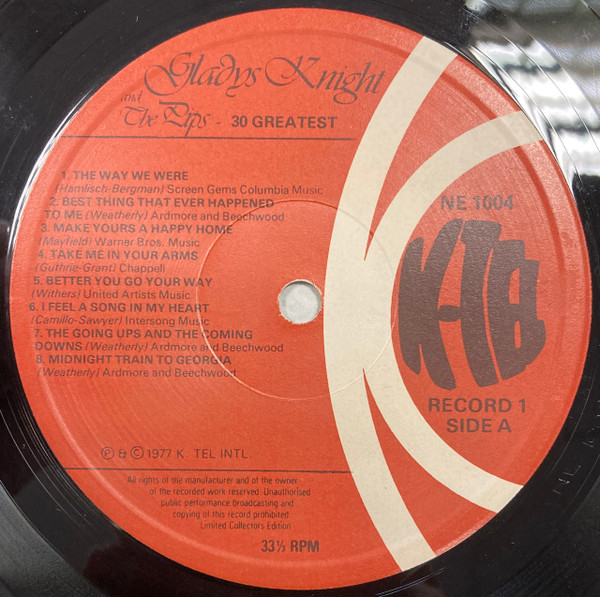 Gladys Knight
and The Pips - 30 GREATEST
1. THE WAY WE WERE
(Hamlisch-Bergman) Screen Gems Columbia Music
2. BEST THING THAT EVER HAPPENED
TO ME (Weatherly) Ardmore and Beechwood
3. MAKE YOURS A HAPPY HOME
(Mayfield) Warner Bros. Music
4. TAKE ME IN YOUR ARMS
(Guthrie-Grant) Chappell
5. BETTER YOU GO YOUR WAY
(Withers) United Artists Music
6. I FEEL A SONG IN MY HEART
(Camillo-Sawyer) Intersong Music
7. THE GOING UPS AND THE COMING
DOWNS (Weatherly) Ardmore and Beechwood
8. MIDNIGHT TRAIN TO GEORGIA
(Weatherly) Ardmore and Beechwood
NE 1004
K-TEL
RECORD 1
SIDE A
Ⓟ & © 1977 K. TEL INTL.
All rights of the manufacturer and of the owner
of the recorded work reserved. Unauthorised
public performance broadcasting and
copying of this record prohibited.
Limited Collectors Edition
33⅓ RPM